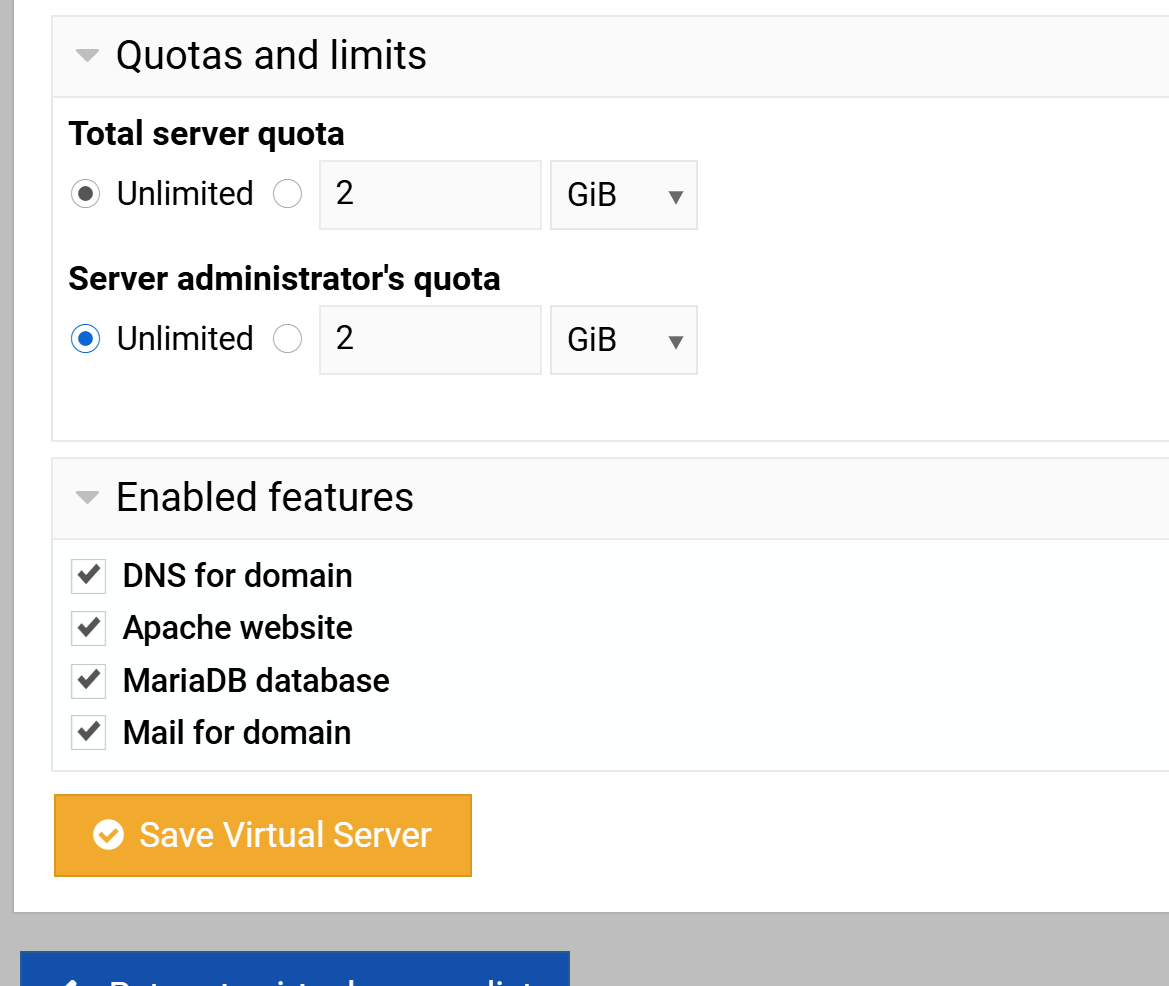 Quotas and limits
Total server quota
Unlimited 2 GiB
Server administrator's quota
Unlimited 2 GiB
Enabled features
DNS for domain
Apache website
MariaDB database
Mail for domain
Save Virtual Server